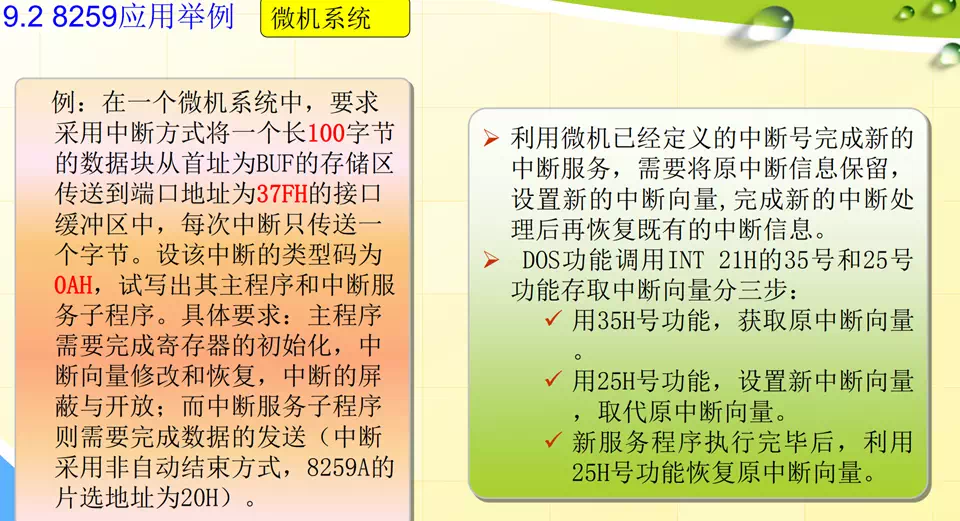 9.2 8259应用举例
微机系统
例：在一个微机系统中，要求
采用中断方式将一个长100字节
的数据块从首址为BUF的存储区
传送到端口地址为37FH的接口
缓冲区中，每次中断只传送一
个字节。设该中断的类型码为
0AH，试写出其主程序和中断服
务子程序。具体要求：主程序
需要完成寄存器的初始化，中
断向量修改和恢复，中断的屏
蔽与开放；而中断服务子程序
则需要完成数据的发送（中断
采用非自动结束方式，8259A的
片选地址为20H）。
利用微机已经定义的中断号完成新的
中断服务，需要将原中断信息保留，
设置新的中断向量,完成新的中断处
理后再恢复既有的中断信息。
DOS功能调用INT 21H的35号和25号
功能存取中断向量分三步：
用35H号功能，获取原中断向量
。
用25H号功能，设置新中断向量
，取代原中断向量。
新服务程序执行完毕后，利用
25H号功能恢复原中断向量。